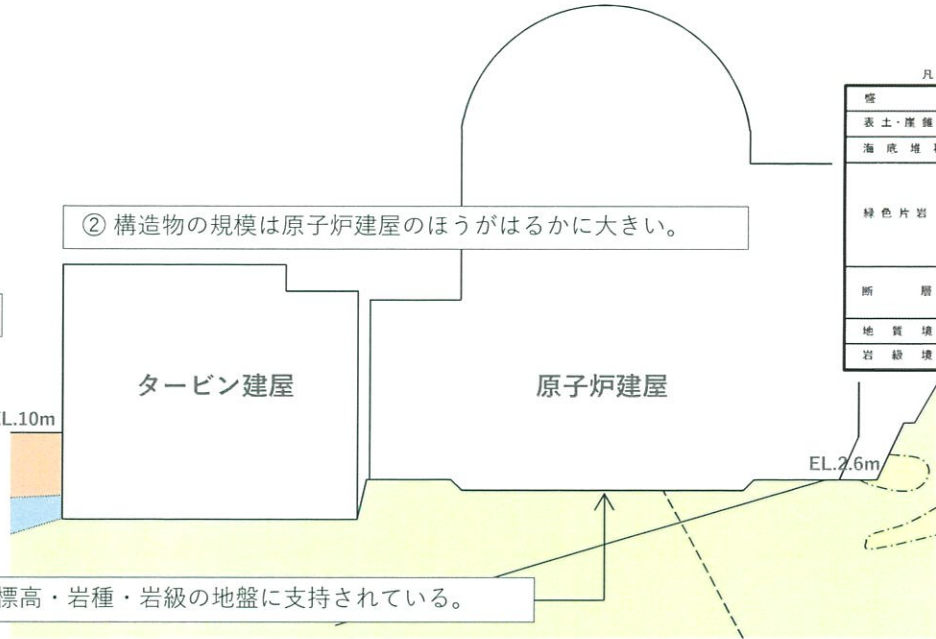 凡
盛
表土・崖錐
海底堆
緑色片岩
② 構造物の規模は原子炉建屋のほうがはるかに大きい。
断層
地質境
岩級境
タービン建屋
原子炉建屋
EL.10m
EL.2.6m
標高・岩種・岩級の地盤に支持されている。